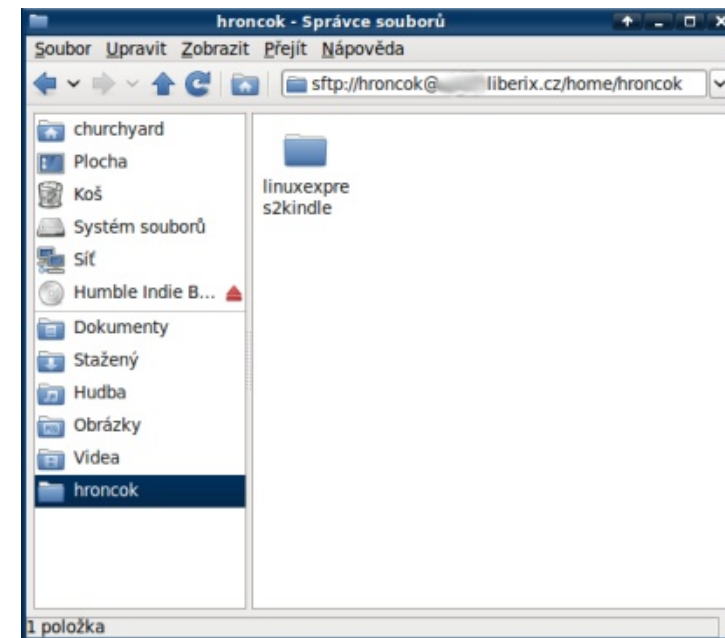 hroncok - Správce souborů
Soubor Upravit Zobrazit Přejít Nápověda
sftp://hroncok@ liberix.cz/home/hroncok
churchyard
Plocha
Koš
Systém souborů
Síť
Humble Indie B...
Dokumenty
Stažený
Hudba
Obrázky
Videa
hroncok
linuxexpre
s2kindle
1 položka